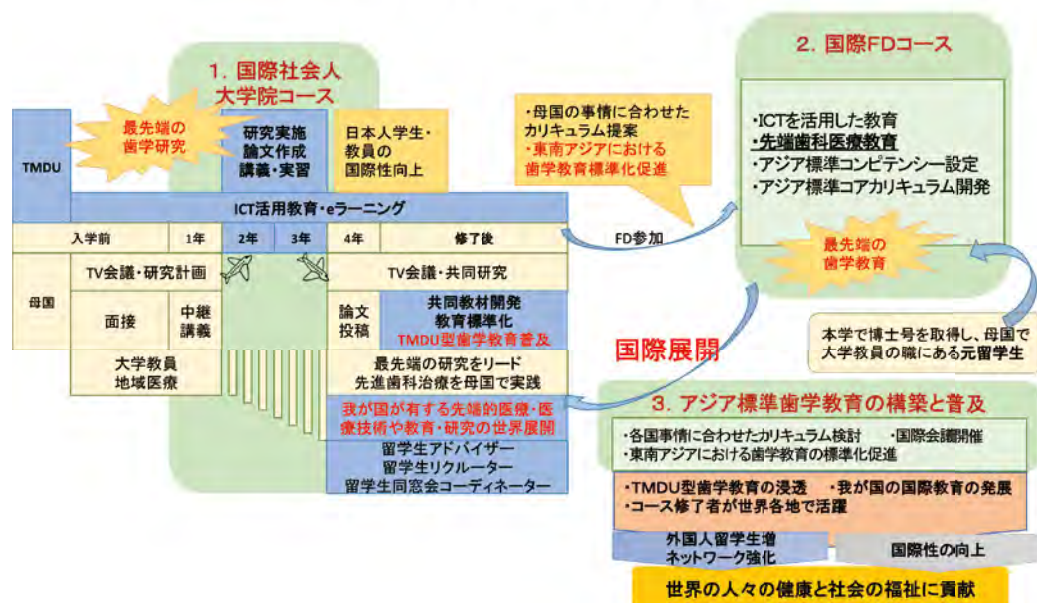 1. 国際社会人
大学院コース
最先端の
歯学研究
TMDU
研究実施
論文作成
講義・実習
日本人学生・
教員の
国際性向上
ICT活用教育・eラーニング
入学前
1年
2年
3年
4年
修了後
母国
TV会議・研究計画
TV会議・共同研究
面接
中継
講義
論文
投稿
共同教材開発
教育標準化
TMDU型歯学教育普及
大学教員
地域医療
最先端の研究をリード
先進歯科治療を母国で実践
我が国が有する先端的医療・医
療技術や教育・研究の世界展開
留学生アドバイザー
留学生リクルーター
留学生同窓会コーディネーター
・母国の事情に合わせた
カリキュラム提案
・東南アジアにおける
歯学教育標準化促進
FD参加
2. 国際FDコース
・ICTを活用した教育
・先端歯科医療教育
・アジア標準コンピテンシー設定
・アジア標準コアカリキュラム開発
最先端の
歯学教育
本学で博士号を取得し、母国で
大学教員の職にある元留学生
国際展開
3. アジア標準歯学教育の構築と普及
・各国事情に合わせたカリキュラム検討 ・国際会議開催
・東南アジアにおける歯学教育の標準化促進
・TMDU型歯学教育の浸透 ・我が国の国際教育の発展
・コース修了者が世界各地で活躍
外国人留学生増
ネットワーク強化
国際性の向上
世界の人々の健康と社会の福祉に貢献